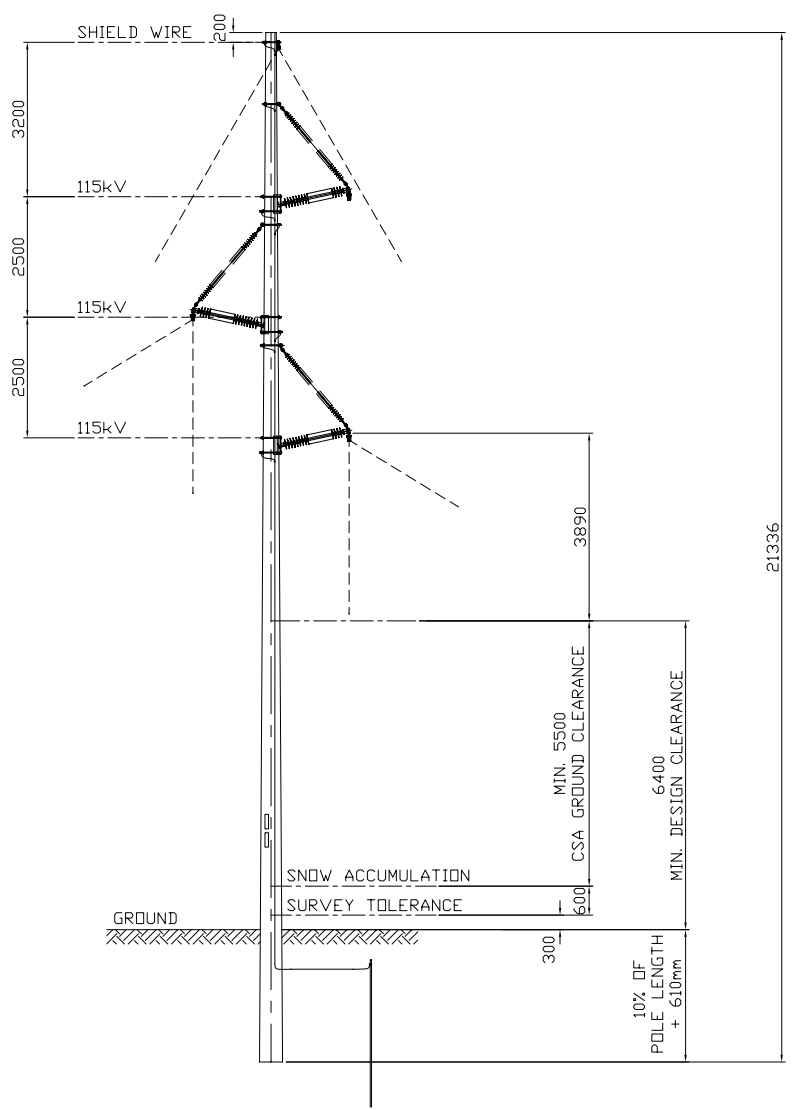 SHIELD WIRE
200
3200
115kV
2500
115kV
2500
115kV
3890
21336
MIN. 5500
CSA GROUND CLEARANCE
6400
MIN. DESIGN CLEARANCE
SNOW ACCUMULATION
600
SURVEY TOLERANCE
GROUND
300
10% OF
POLE LENGTH
+ 610mm